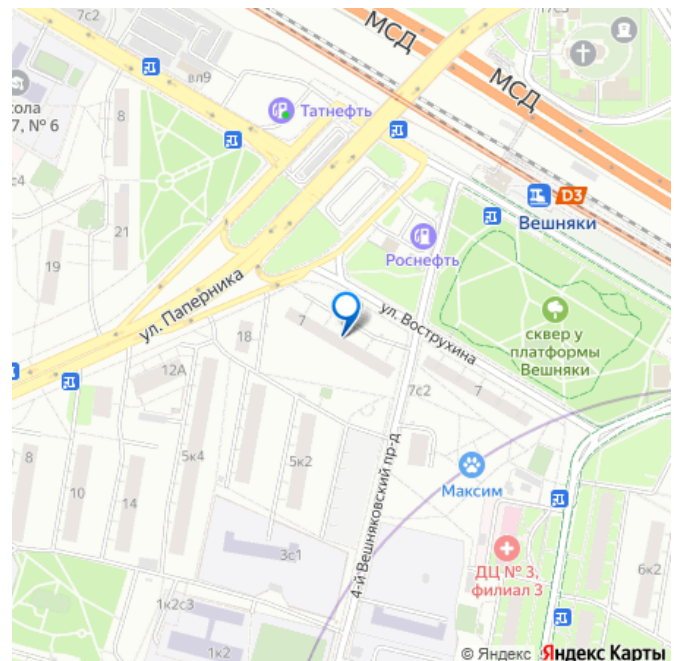 7с2
МСД
МСД
вл9
Татнефть
кола
7, № 6
8
с4
D3
Вешняки
21
Роснефть
19
ул. Паперника
ул. Вострухина
сквер у
платформы
Вешняки
7
18
12А
7с2
7
8
5к4
5к2
Максим
10
14
4-й Вешняковский пр-д
3с1
ДЦ № 3,
филиал 3
6к2
1к2с3
1к2
© Яндекс Яндекс Карты